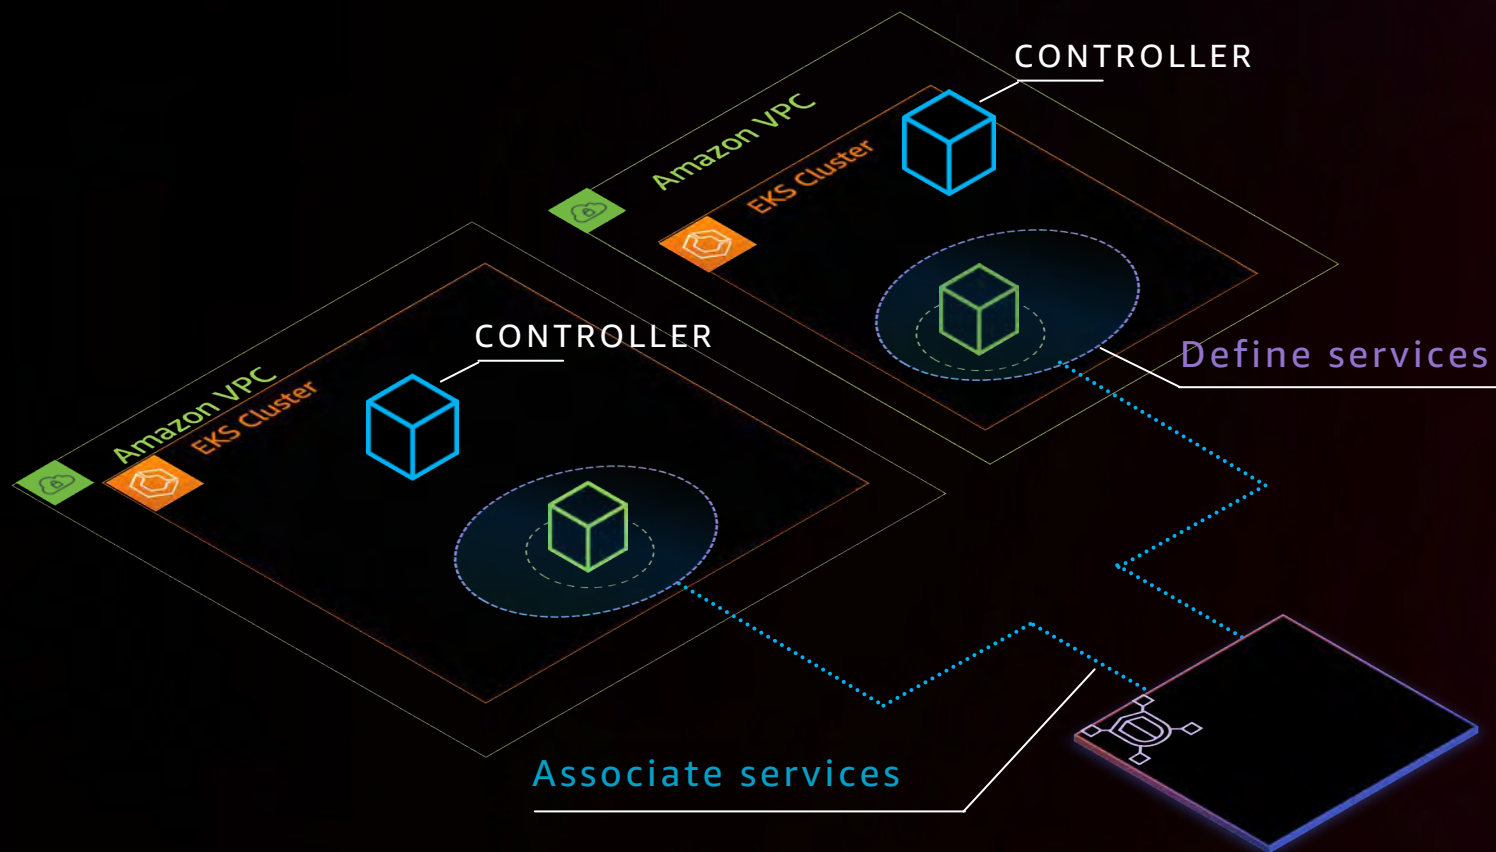 CONTROLLER
Amazon VPC
EKS Cluster
CONTROLLER
Define services
Amazon VPC
EKS Cluster
Associate services